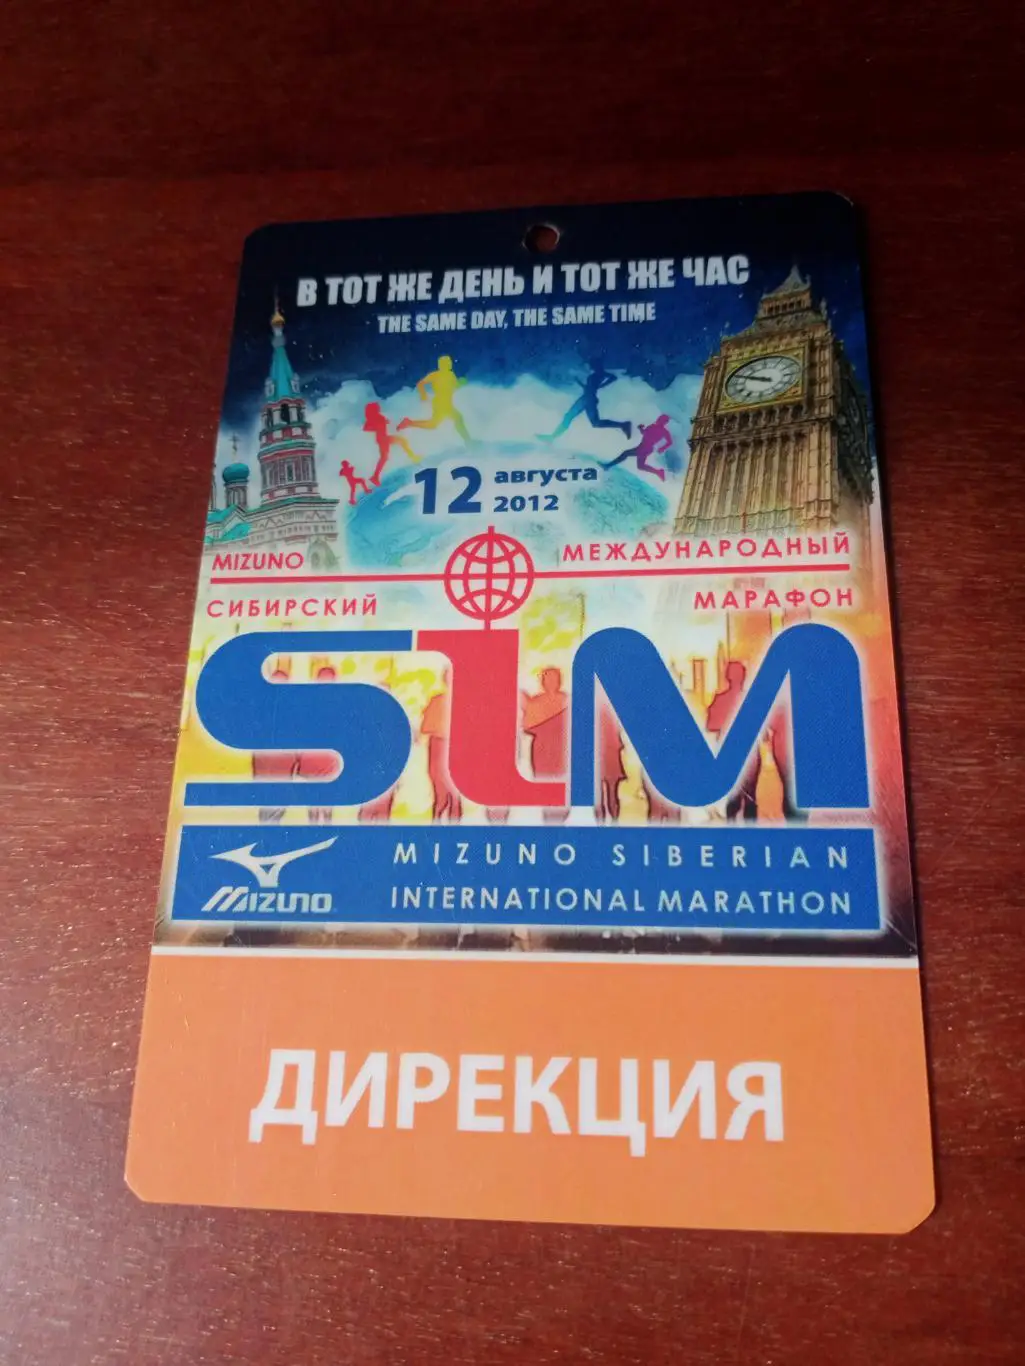 В ТОТ ЖЕ ДЕНЬ И ТОТ ЖЕ ЧАС
THE SAME DAY, THE SAME TIME
12 августа
2012
MIZUNO МЕЖДУНАРОДНЫЙ
СИБИРСКИЙ МАРАФОН
SiM
MIZUNO SIBERIAN
MIZUNO INTERNATIONAL MARATHON
ДИРЕКЦИЯ